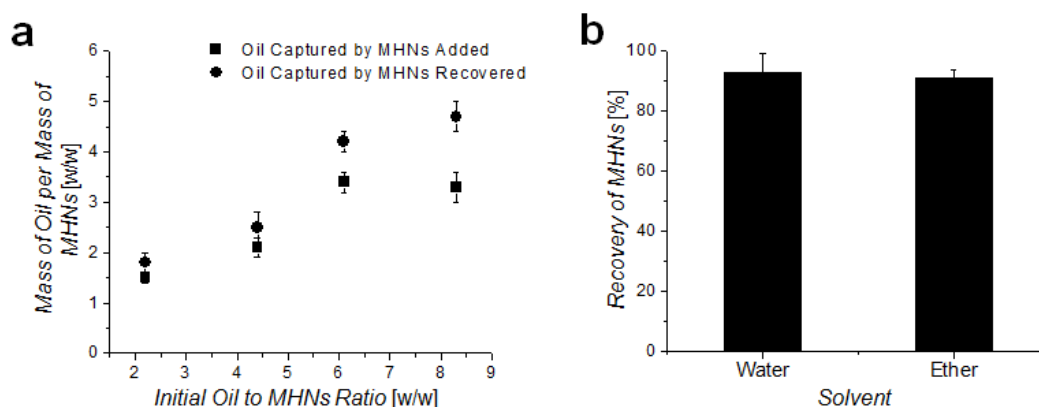 a
Oil Captured by MHNs Added
Oil Captured by MHNs Recovered
Mass of Oil per Mass of
MHNs [w/w]
6
5
4
3
2
1
0
2 3 4 5 6 7 8 9
Initial Oil to MHNs Ratio [w/w]
b
Recovery of MHNs [%]
100
80
60
40
20
0
Water Ether
Solvent